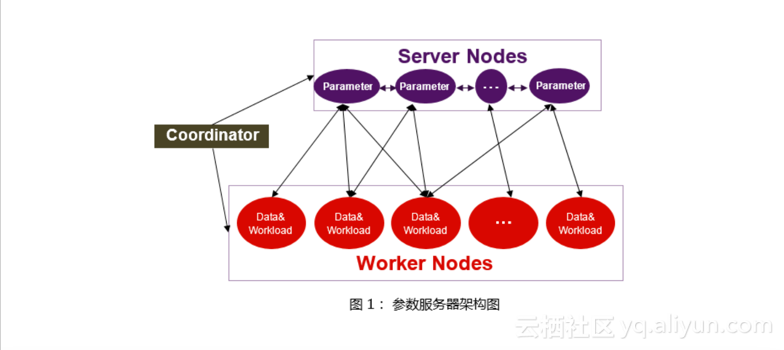 Server Nodes
Parameter Parameter ... Parameter
Coordinator
Data& Data& Data& Data&
Workload Workload Workload ... Workload
Worker Nodes
图 1： 参数服务器架构图
云栖社区 yq.aliyun.com